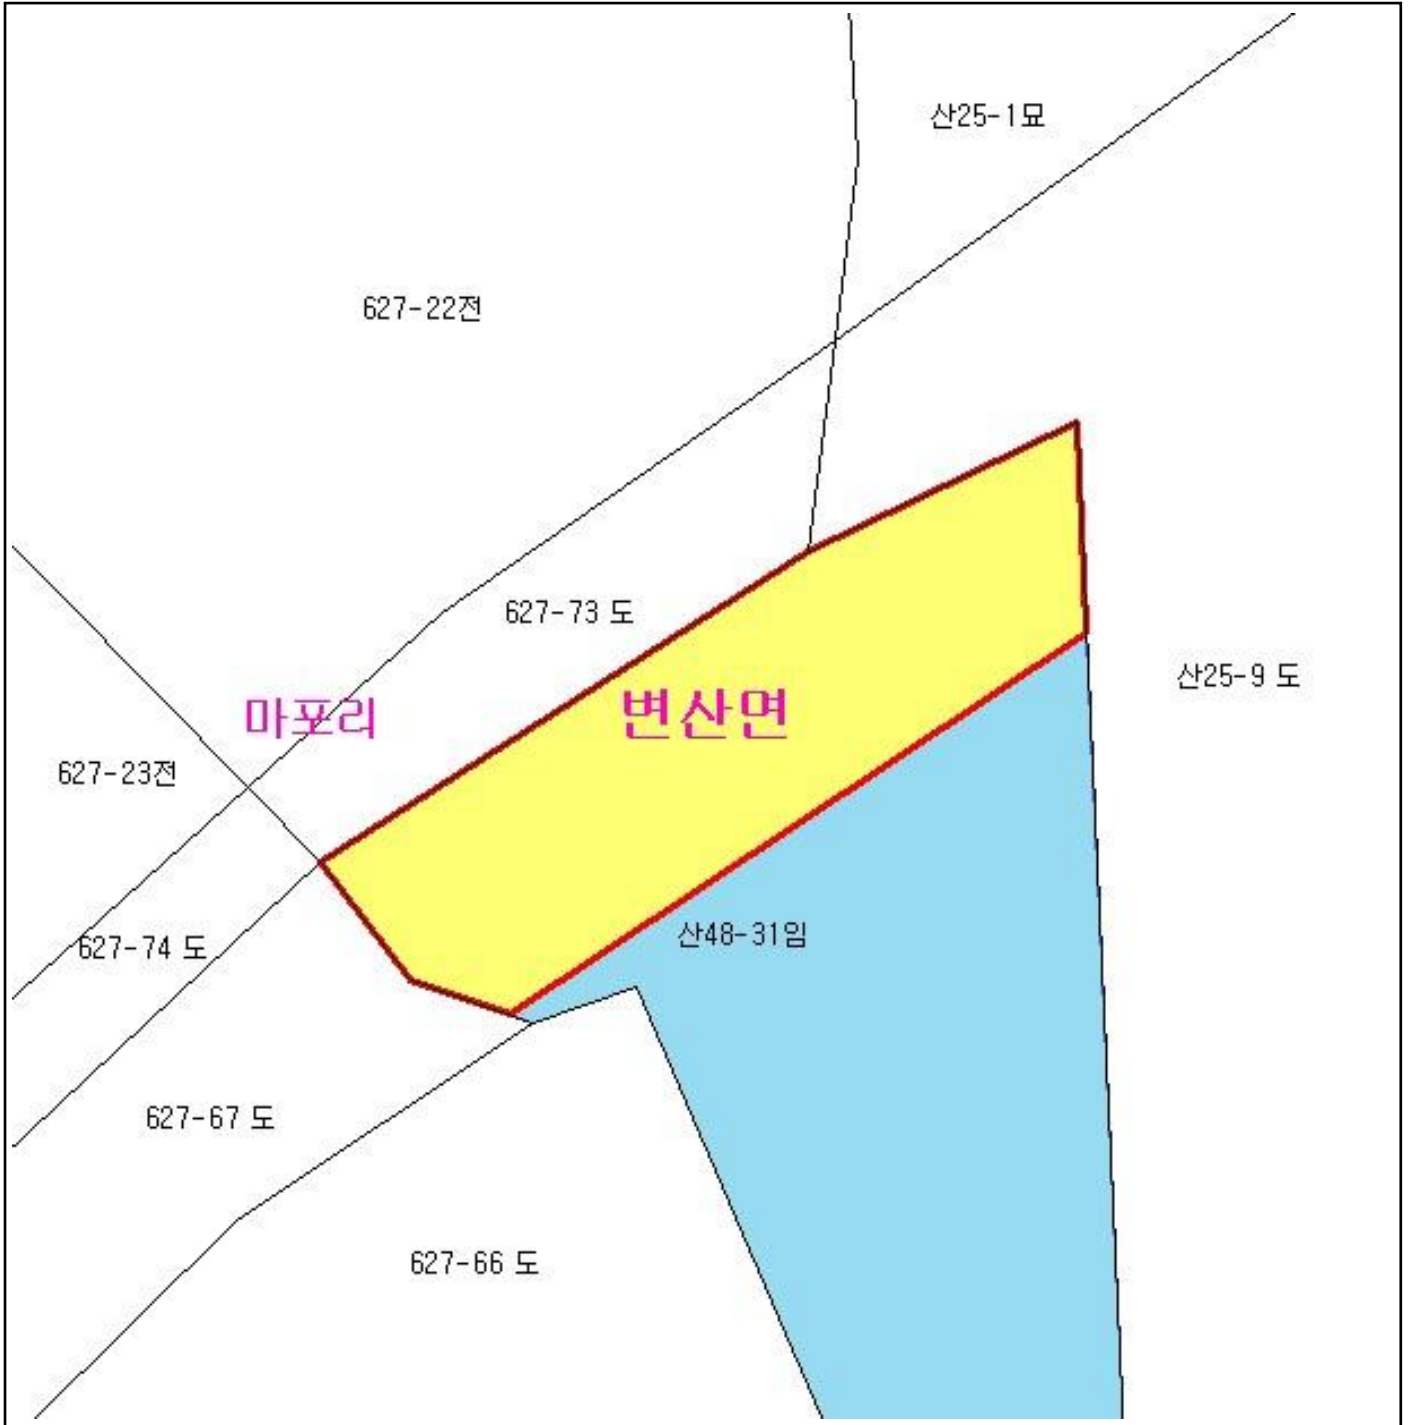 산25-1묘
627-22전
627-73 도
산25-9 도
마포리
변산면
627-23전
산48-31임
627-74 도
627-67 도
627-66 도